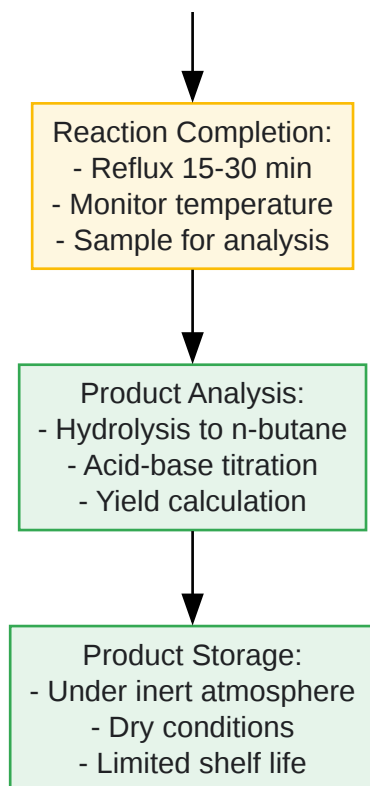 Reaction Completion:
- Reflux 15-30 min
- Monitor temperature
- Sample for analysis
Product Analysis:
- Hydrolysis to n-butane
- Acid-base titration
- Yield calculation
Product Storage:
- Under inert atmosphere
- Dry conditions
- Limited shelf life